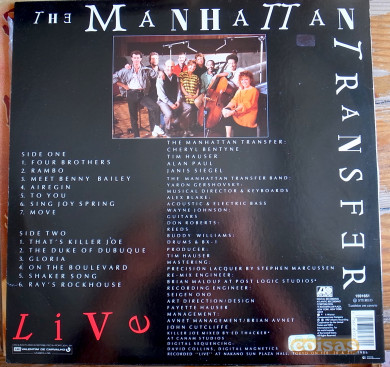 THE MANHATTAN
TRANSFER
SIDE ONE
1. FOUR BROTHERS
2. RAMBO
3. MEET BENNY BAILEY
4. AIREGIN
5. TO YOU
6. SING JOY SPRING
7. MOVE
SIDE TWO
1. THAT'S KILLER JOE
2. THE DUKE OF DUBUQUE
3. GLORIA
4. ON THE BOULEVARD
5. SHAKER SONG
6. RAY'S ROCKHOUSE
THE MANHATTAN TRANSFER:
CHERYL BENTYNE
TIM HAUSER
ALAN PAUL
JANIS SIEGEL
THE MANHATTAN TRANSFER BAND:
YARON GERSHOVSKY:
MUSICAL DIRECTOR & KEYBOARDS
ALEX BLAKE:
ACOUSTIC & ELECTRIC BASS
WAYNE JOHNSON:
GUITARS
DON ROBERTS:
REEDS
BUDDY WILLIAMS:
DRUMS & RX-1
PRODUCER:
TIM HAUSER
MASTERING:
PRECISION LACQUER BY STEPHEN MARCUSSEN
RE-MIX ENGINEER:
BRIAN MALOUF AT POST LOGIC STUDIOS
RECORDING ENGINEER:
SEIGEN ONO
ART DIRECTION/DESIGN
FAYETTE HAUSER
MANAGEMENT:
AVNET MANAGEMENT/BRIAN AVNET
JOHN CUTCLIFFE
KILLER JOE MIXED BY ED THACKER
AT CANAM STUDIOS
DIGITAL SEQUENCING:
DAVID COLLINS, DIGITAL MAGNETICS
RECORDED "LIVE" AT NAKANO SUN PLAZA HALL,
LiVe
coisas